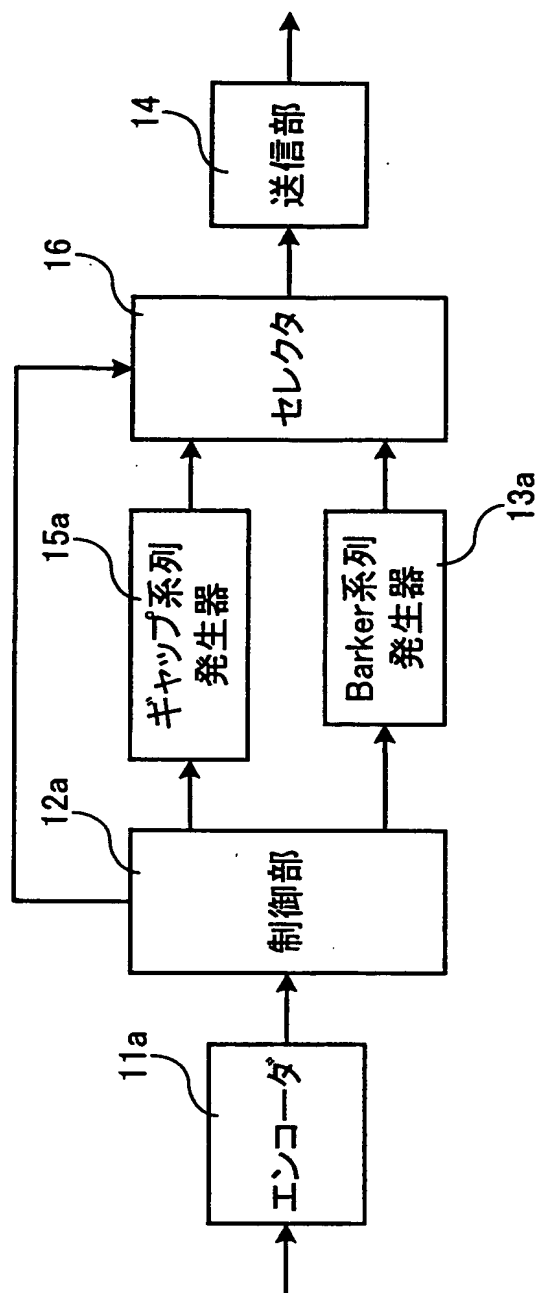 11a
エンコーダ
12a
制御部
15a
ギャップ系列
発生器
13a
Barker系列
発生器
16
セレクタ
14
送信部